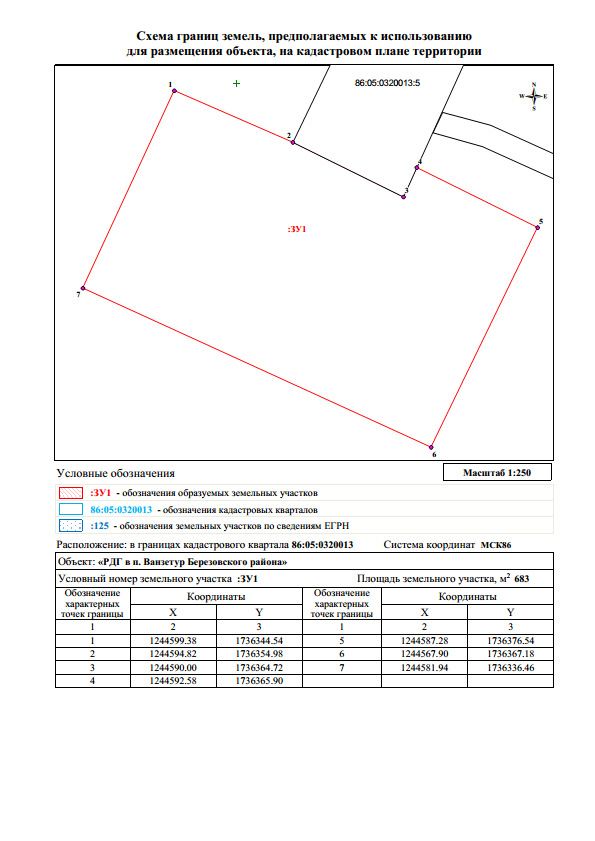 Схема границ земель, предполагаемых к использованию
для размещения объекта, на кадастровом плане территории
86:05:0320013:5
N
W E
S
1
2
3
4
5
:ЗУ1
7
6
Условные обозначения
Масштаб 1:250
:ЗУ1 - обозначения образуемых земельных участков
86:05:0320013 - обозначения кадастровых кварталов
:125 - обозначения земельных участков по сведениям ЕГРН
Расположение: в границах кадастрового квартала 86:05:0320013 Система координат МСК86
Объект: «РДГ в п. Ванзетур Березовского района»
Условный номер земельного участка :ЗУ1 Площадь земельного участка, м2 683
Обозначение характерных точек границы Координаты Обозначение характерных точек границы Координаты
X Y X Y
1 2 3 1 2 3
1 1244599.38 1736344.54 5 1244587.28 1736376.54
2 1244594.82 1736354.98 6 1244567.90 1736367.18
3 1244590.00 1736364.72 7 1244581.94 1736336.46
4 1244592.58 1736365.90